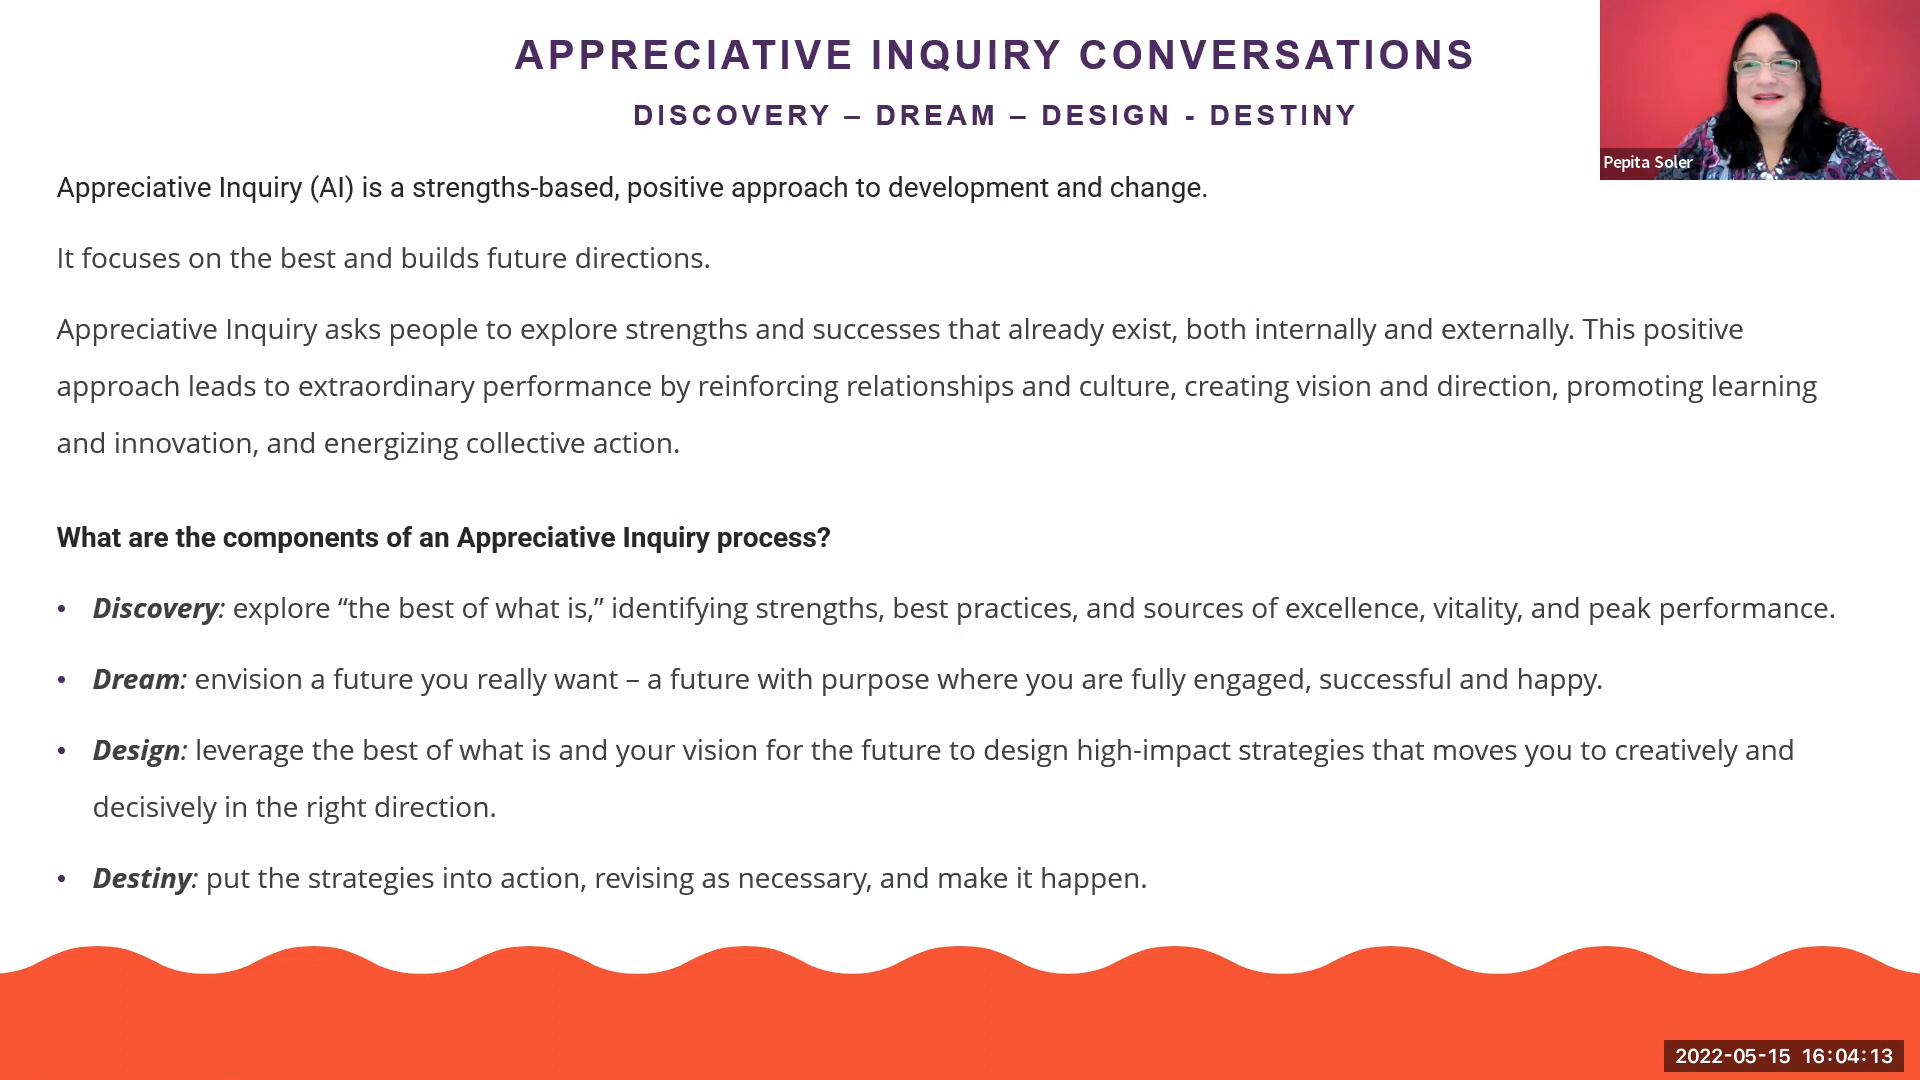 APPRECIATIVE INQUIRY CONVERSATIONS
DISCOVERY – DREAM – DESIGN - DESTINY
Pepita Soler
Appreciative Inquiry (AI) is a strengths-based, positive approach to development and change.
It focuses on the best and builds future directions.
Appreciative Inquiry asks people to explore strengths and successes that already exist, both internally and externally. This positive
approach leads to extraordinary performance by reinforcing relationships and culture, creating vision and direction, promoting learning
and innovation, and energizing collective action.
What are the components of an Appreciative Inquiry process?
• Discovery: explore “the best of what is,” identifying strengths, best practices, and sources of excellence, vitality, and peak performance.
• Dream: envision a future you really want – a future with purpose where you are fully engaged, successful and happy.
• Design: leverage the best of what is and your vision for the future to design high-impact strategies that moves you to creatively and
decisively in the right direction.
• Destiny: put the strategies into action, revising as necessary, and make it happen.
2022-05-15 16:04:13